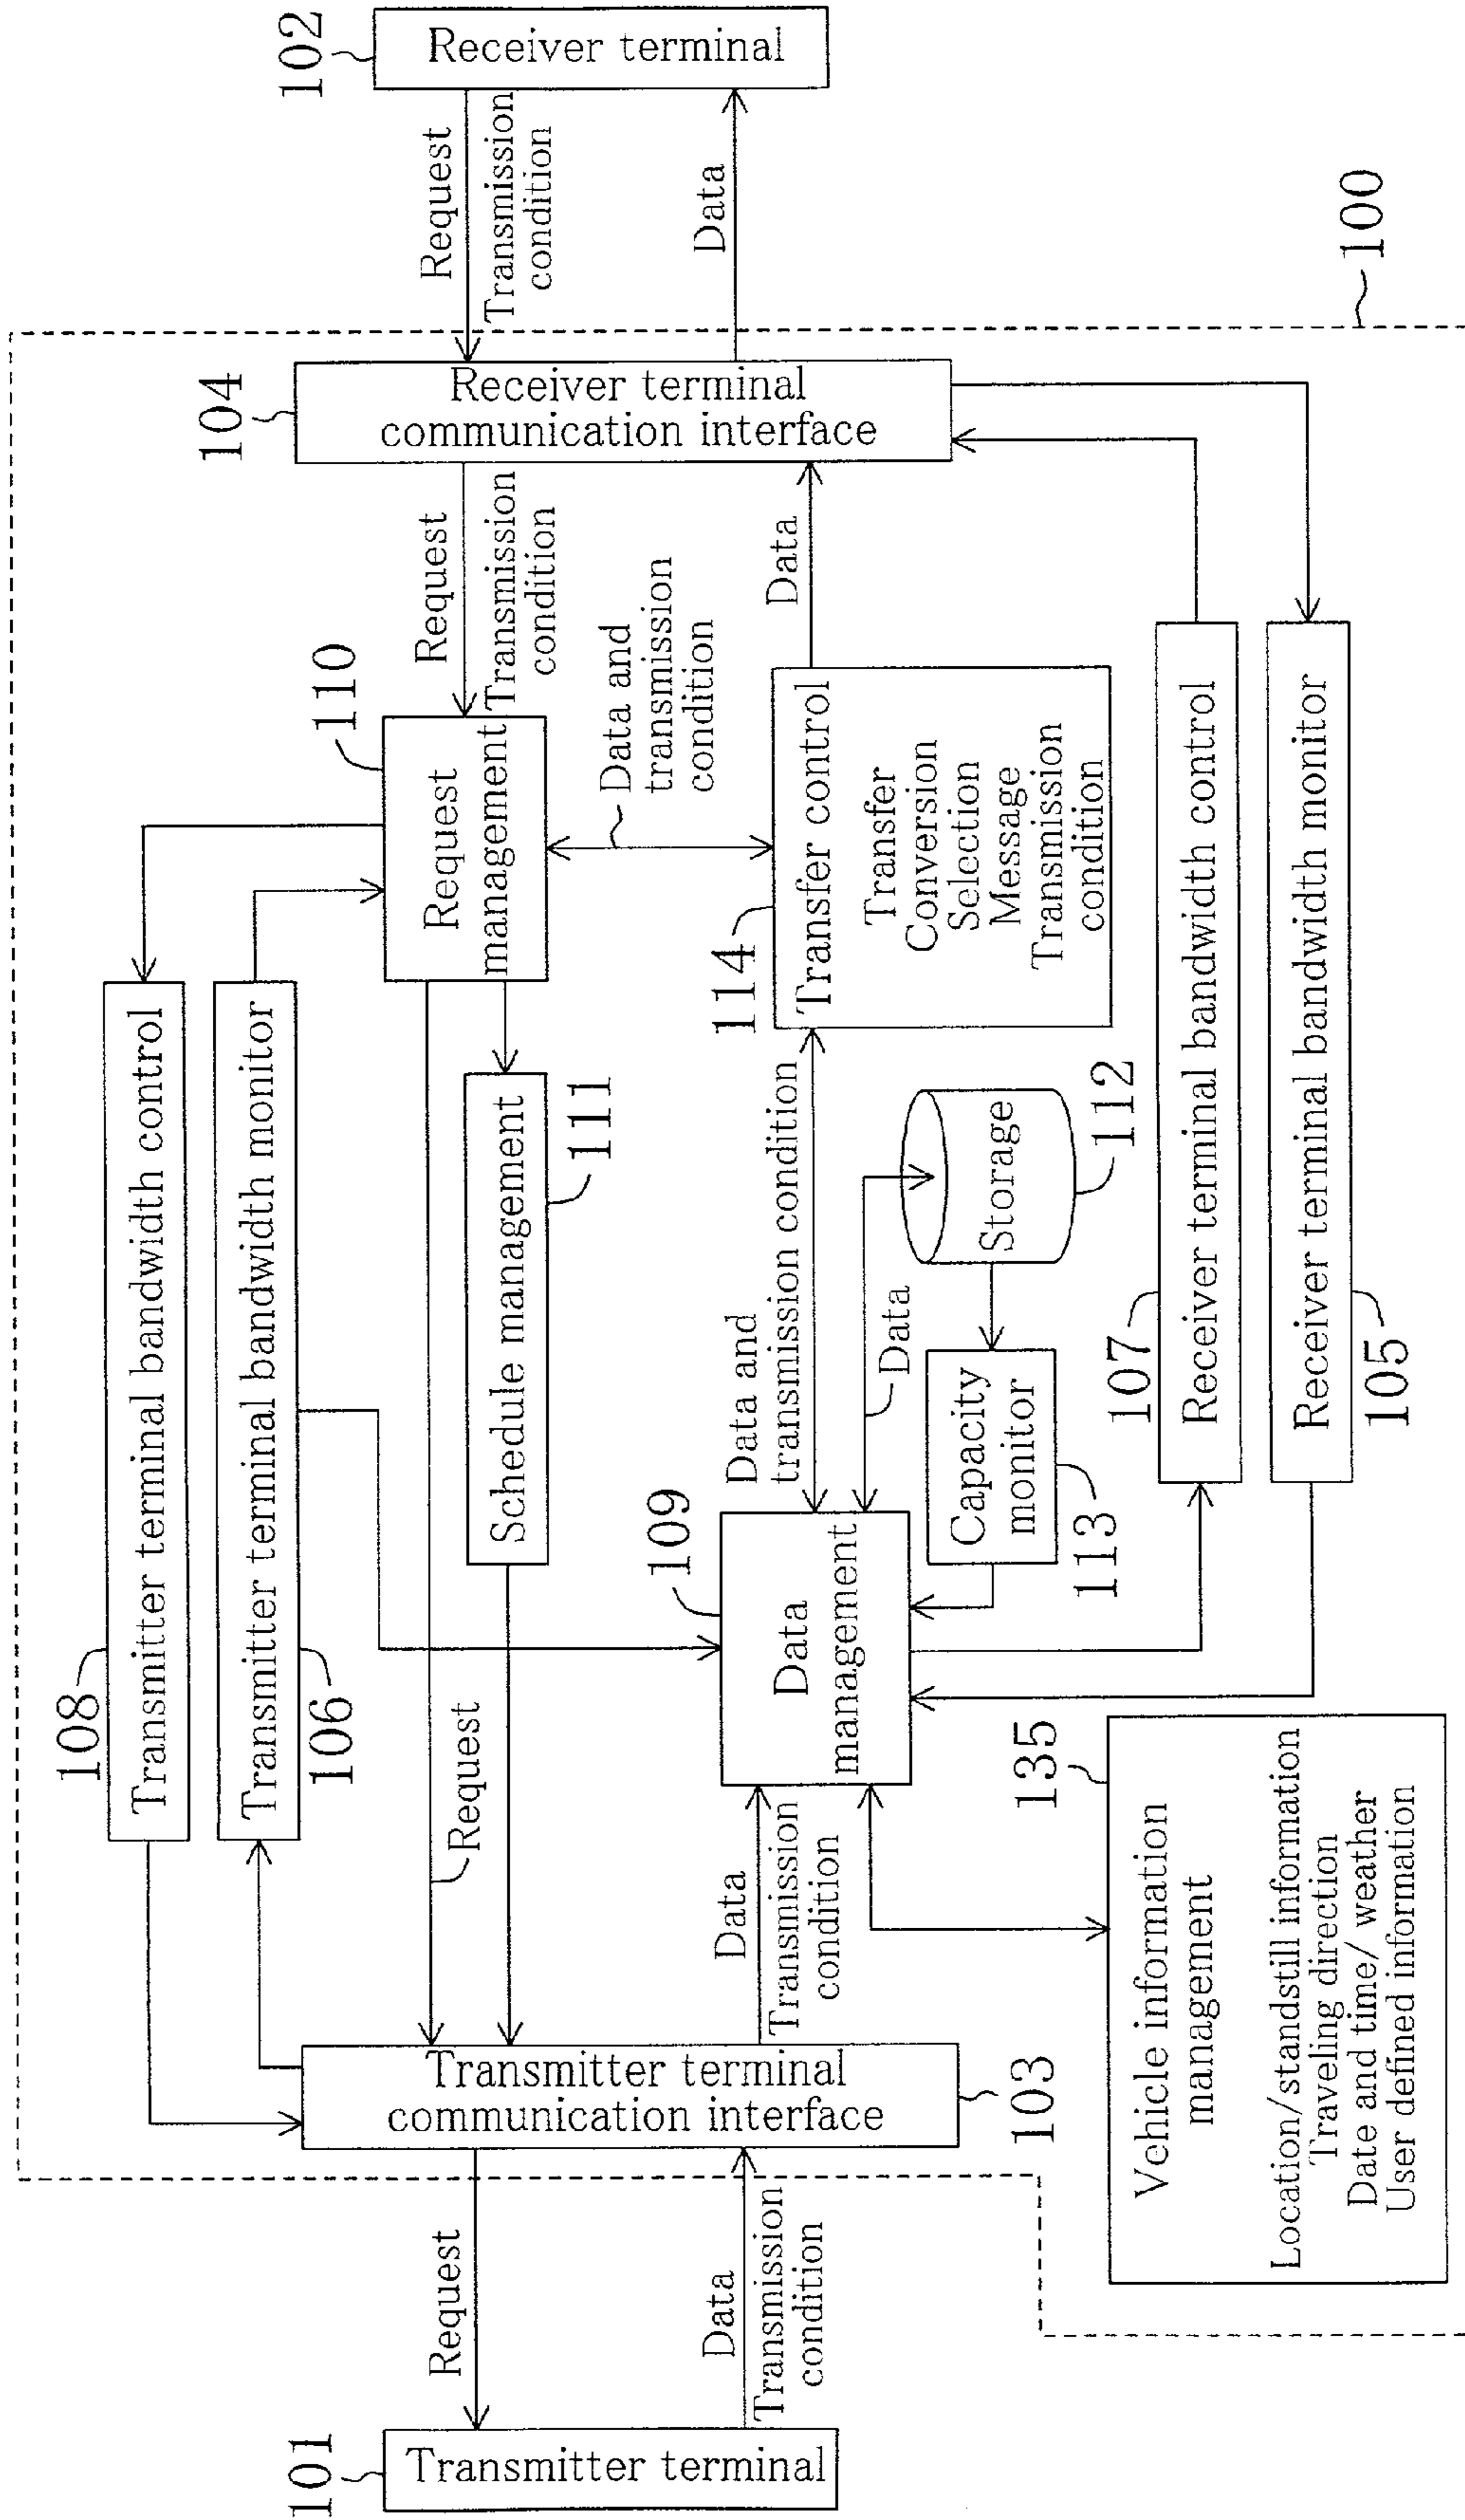 108
Transmitter terminal bandwidth control
Transmitter terminal bandwidth monitor
106
110
104
102
101
Transmitter terminal
Request
Data
Transmission
condition
Transmitter terminal
communication interface
103
Request
Schedule management
111
Request
management
Request
Transmission
condition
Receiver terminal
communication interface
Request
Transmission
condition
Data
Receiver terminal
Data
Transmission
condition
109
Data
management
Data and
transmission condition
Data
Storage
112
Capacity
monitor
113
Data and
transmission
condition
114
Transfer control
Transfer
Conversion
Selection
Message
Transmission
condition
Data
107
Receiver terminal bandwidth control
Receiver terminal bandwidth monitor
105
100
135
Vehicle information
management
Location/standstill information
Traveling direction
Date and time/ weather
User defined information